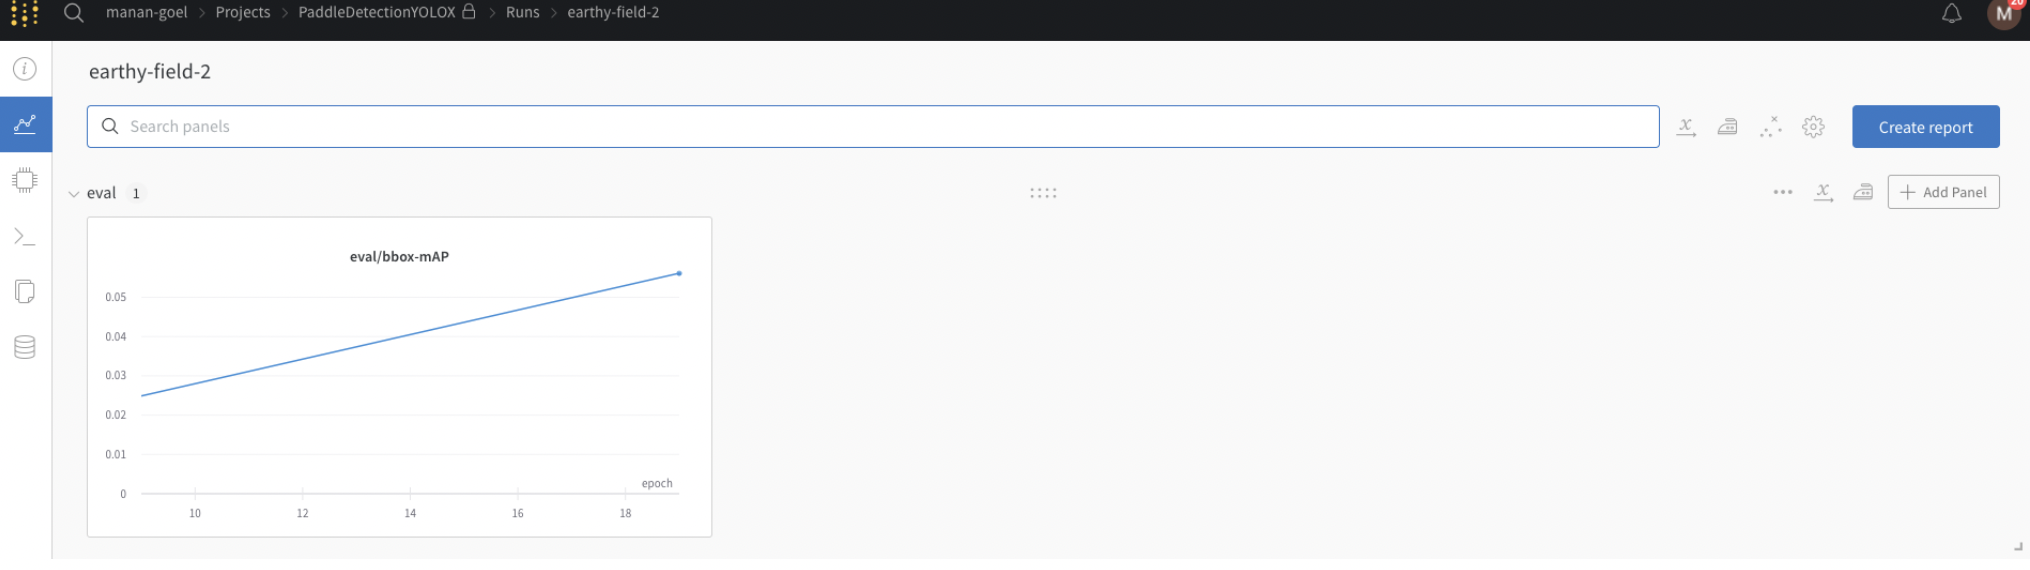 manan-goel > Projects > PaddleDetectionYOLOX > Runs > earthy-field-2
M
20
earthy-field-2
Search panels
Create report
eval 1
Add Panel
eval/bbox-mAP
0.05
0.04
0.03
0.02
0.01
0
epoch
10 12 14 16 18